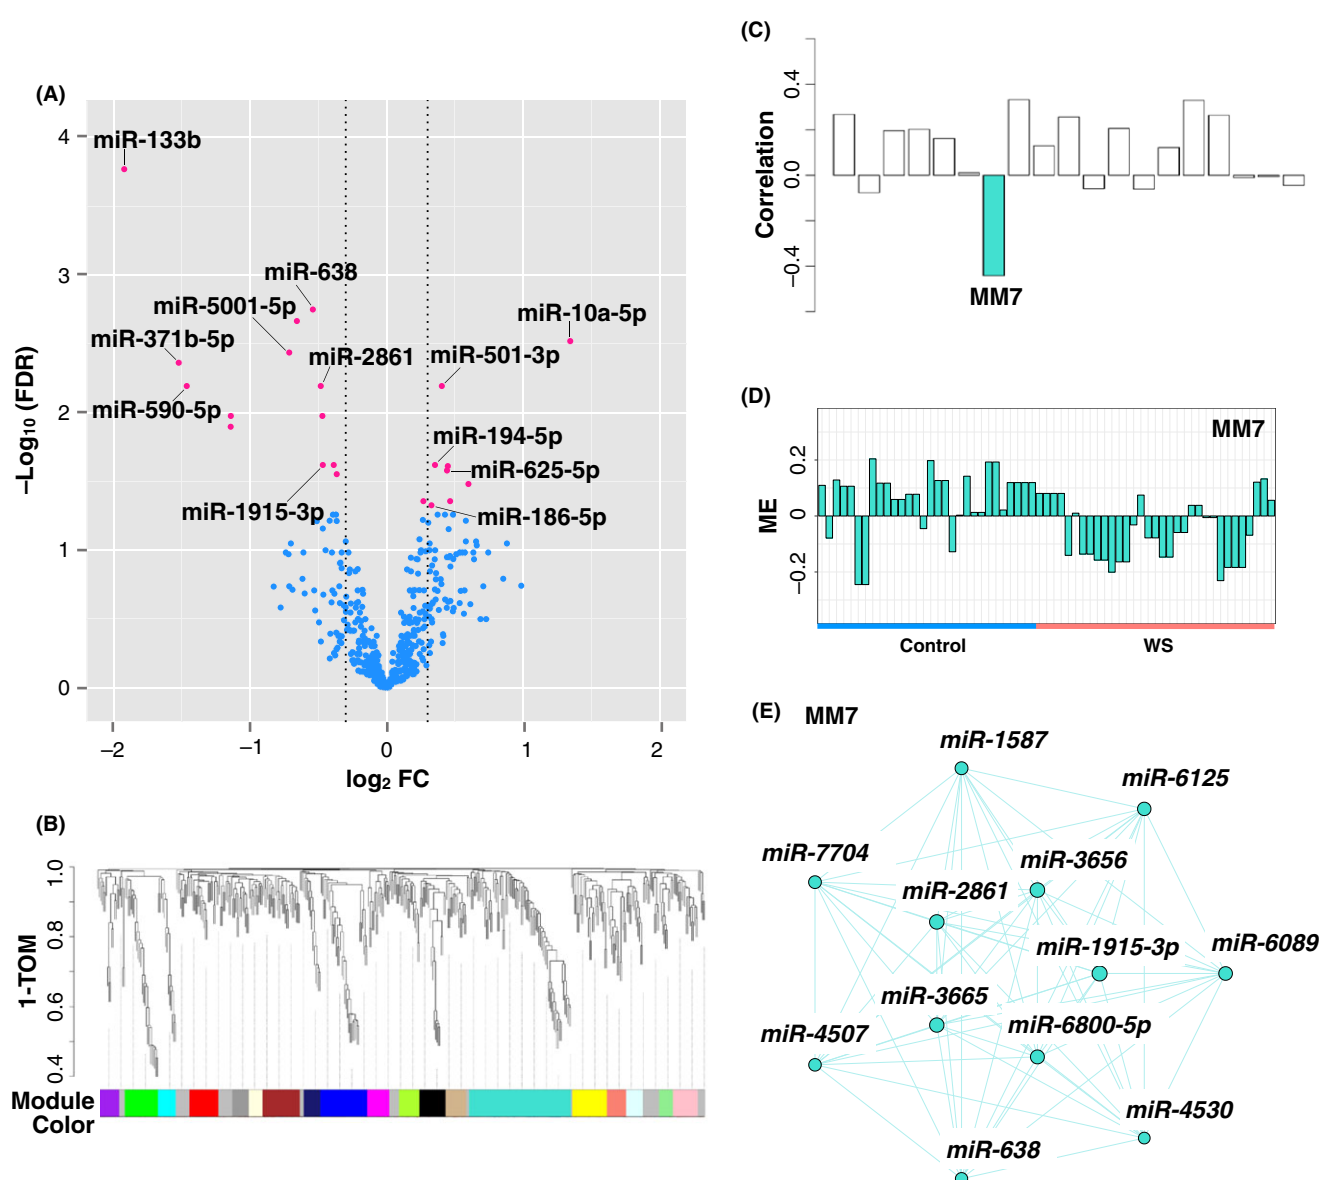 (A)
4
3
2
1
0
−2
−1
0
1
2
−Log10 (FDR)
log2 FC
miR-133b
miR-638
miR-5001-5p
miR-371b-5p
miR-2861
miR-590-5p
miR-1915-3p
miR-10a-5p
miR-501-3p
miR-194-5p
miR-625-5p
miR-186-5p
(B)
1.0
0.8
0.6
0.4
1-TOM
Module
Color
(C)
0.4
0.0
−0.4
Correlation
MM7
(D)
MM7
0.2
0
−0.2
ME
Control
WS
(E)
MM7
miR-1587
miR-6125
miR-7704
miR-3656
miR-2861
miR-1915-3p
miR-6089
miR-3665
miR-4507
miR-6800-5p
miR-4530
miR-638